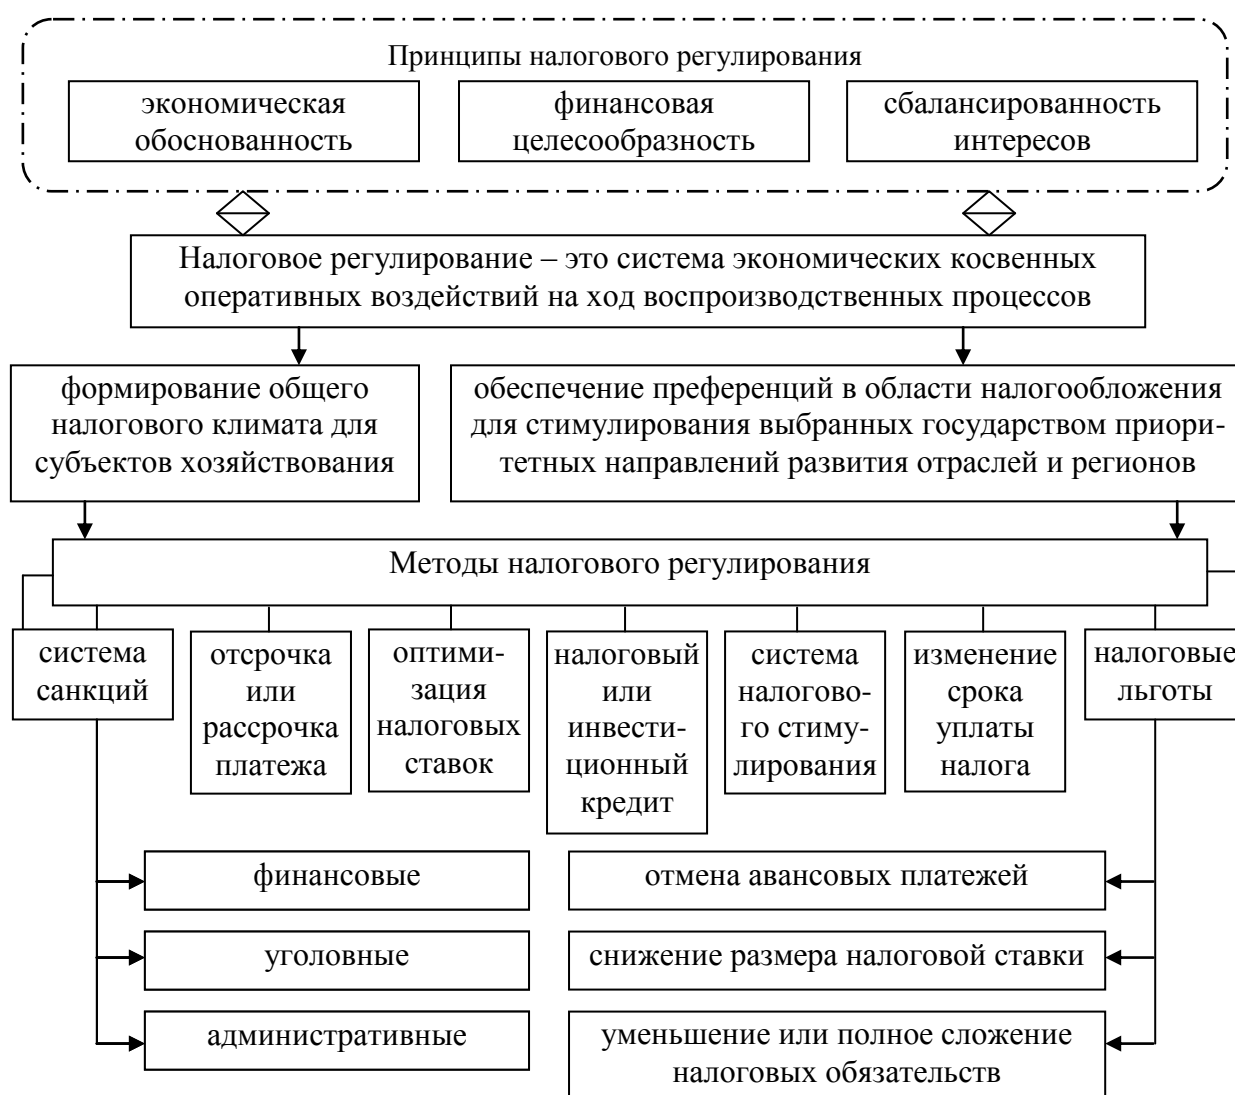 Принципы налогового регулирования
экономическая
обоснованность
финансовая
целесообразность
сбалансированность
интересов
Налоговое регулирование – это система экономических косвенных
оперативных воздействий на ход воспроизводственных процессов
формирование общего
налогового климата для
субъектов хозяйствования
обеспечение преференций в области налогообложения
для стимулирования выбранных государством приори-
тетных направлений развития отраслей и регионов
Методы налогового регулирования
система
санкций
отсрочка
или
рассрочка
платежа
оптими-
зация
налоговых
ставок
налоговый
или
инвести-
ционный
кредит
система
налогово-
го стиму-
лирования
изменение
срока
уплаты
налога
налоговые
льготы
финансовые
уголовные
административные
отмена авансовых платежей
снижение размера налоговой ставки
уменьшение или полное сложение
налоговых обязательств